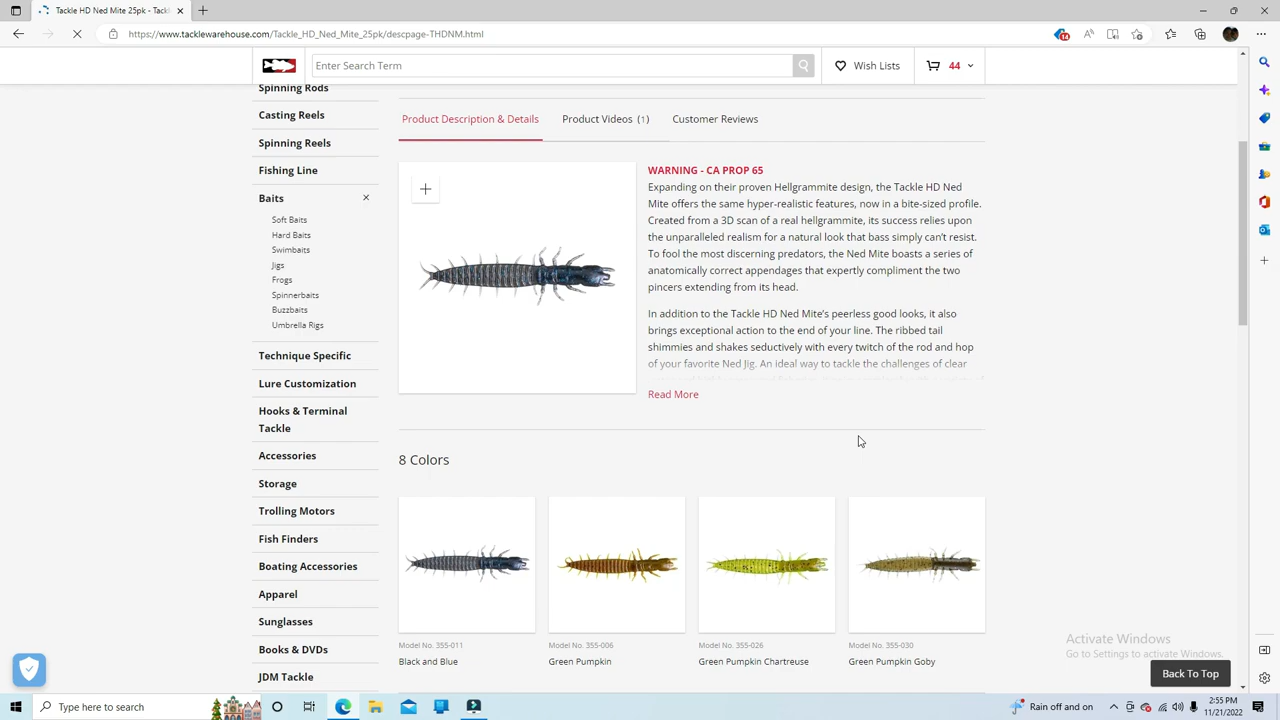 Tackle HD Ned Mite 25pk - Tackle
https://www.tacklewarehouse.com/Tackle_HD_Ned_Mite_25pk/descpage-THDNM.html
Enter Search Term
Wish Lists
44
Spinning Rods
Casting Reels
Spinning Reels
Fishing Line
Baits
Soft Baits
Hard Baits
Swimbaits
Jigs
Frogs
Spinnerbaits
Buzzbaits
Umbrella Rigs
Technique Specific
Lure Customization
Hooks & Terminal
Tackle
Accessories
Storage
Trolling Motors
Fish Finders
Boating Accessories
Apparel
Sunglasses
Books & DVDs
JDM Tackle
Product Description & Details
Product Videos (1)
Customer Reviews
WARNING - CA PROP 65
Expanding on their proven Hellgrammite design, the Tackle HD Ned
Mite offers the same hyper-realistic features, now in a bite-sized profile.
Created from a 3D scan of a real hellgrammite, its success relies upon
the unparalleled realism for a natural look that bass simply can't resist.
To fool the most discerning predators, the Ned Mite boasts a series of
anatomically correct appendages that expertly compliment the two
pincers extending from its head.
In addition to the Tackle HD Ned Mite's peerless good looks, it also
brings exceptional action to the end of your line. The ribbed tail
shimmies and shakes seductively with every twitch of the rod and hop
of your favorite Ned Jig. An ideal way to tackle the challenges of clear
Read More
8 Colors
Model No. 355-011
Black and Blue
Model No. 355-006
Green Pumpkin
Model No. 355-026
Green Pumpkin Chartreuse
Model No. 355-030
Green Pumpkin Goby
Activate Windows
Go to Settings to activate Windows.
Back To Top
Type here to search
Rain off and on
2:55 PM
11/21/2022